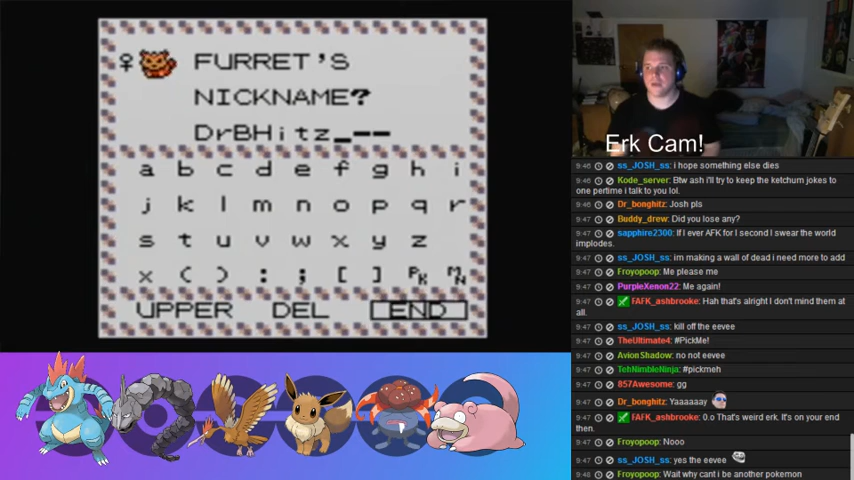 ♀ FURRET'S
NICKNAME?
DrBHitz_--
a b c d e f g h i
j k l m n o p q r
s t u v w x y z
× ( ) : ; [ ] PK MN
UPPER DEL END
Erk Cam!
9:46 ss_JOSH_ss: i hope something else dies
9:46 Kode_server: Btw ash i'll try to keep the ketchum jokes to
one pertime i talk to you lol.
9:46 Dr_bonghitz: Josh pls
9:47 Buddy_drew: Did you lose any?
9:47 sapphire2300: If I ever AFK for I second I swear the world
implodes.
9:47 ss_JOSH_ss: im making a wall of dead i need more to add
9:47 Froyopoop: Me please me
9:47 PurpleXenon22: Me again!
9:47 FAFK_ashbrooke: Hah that's alright I don't mind them at
all.
9:47 ss_JOSH_ss: kill off the eevee
9:47 TheUltimate4: #PickMe!
9:47 AvionShadow: no not eevee
9:47 TehNimbleNinja: #pickmeh
9:47 857Awesome: gg
9:47 Dr_bonghitz: Yaaaaaay
9:47 FAFK_ashbrooke: 0.o That's weird erk. It's on your end
then.
9:47 Froyopoop: Nooo
9:47 ss_JOSH_ss: yes the eevee
9:48 Froyopoop: Wait why cant i be another pokemon